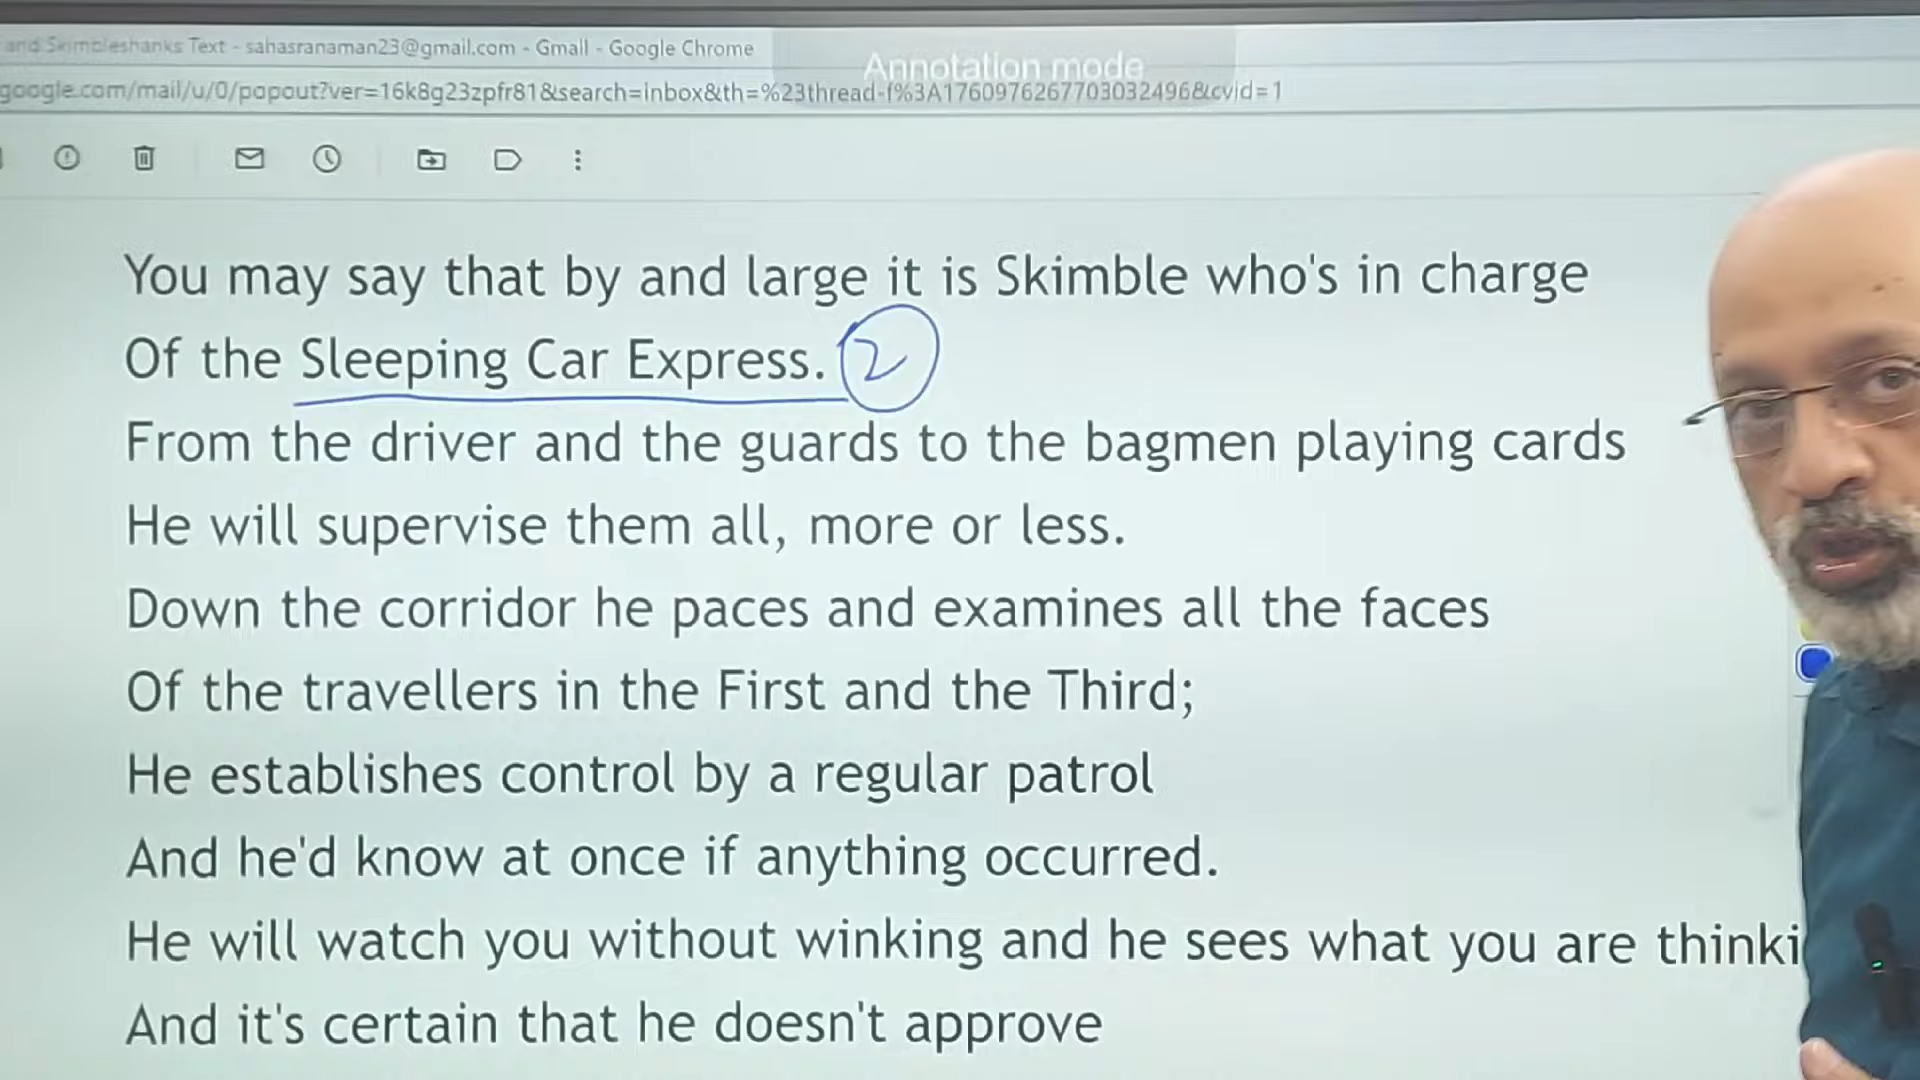 and Skimbleshanks Text - sahasranaman23@gmail.com - Gmail - Google Chrome
Annotation mode
google.com/mail/u/0/popout?ver=16k8g23zpfr81&search=inbox&th=%23thread-f%3A1760976267703032496&cvid=1
You may say that by and large it is Skimble who's in charge
Of the Sleeping Car Express. 2
From the driver and the guards to the bagmen playing cards
He will supervise them all, more or less.
Down the corridor he paces and examines all the faces
Of the travellers in the First and the Third;
He establishes control by a regular patrol
And he'd know at once if anything occurred.
He will watch you without winking and he sees what you are thinki
And it's certain that he doesn't approve